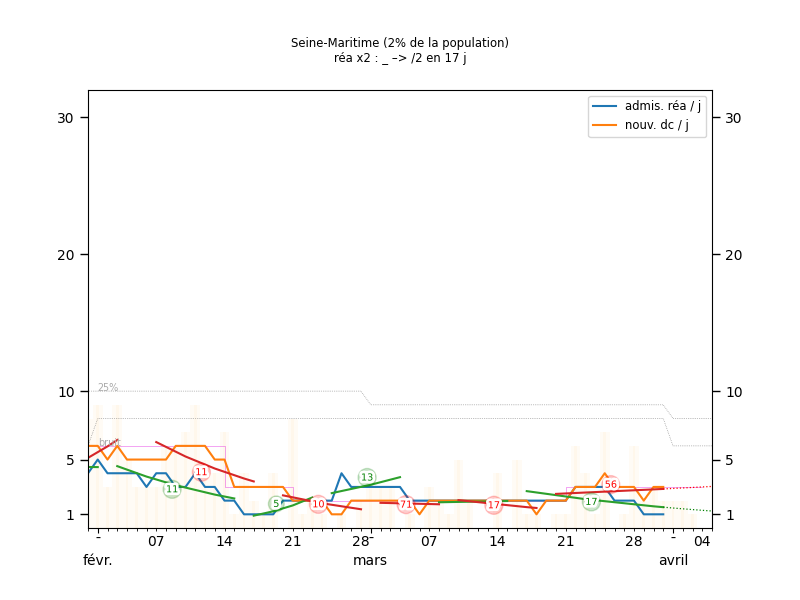 Seine-Maritime (2% de la population)
réa x2 : _ –> /2 en 17 j
admis. réa / j
nouv. dc / j
30 30
20 20
25%
10 10
brut
5 5
11 11 5 10 13 71 17 17 56
1 1
- 07 14 21 28 - 07 14 21 28 - 04
févr. mars avril